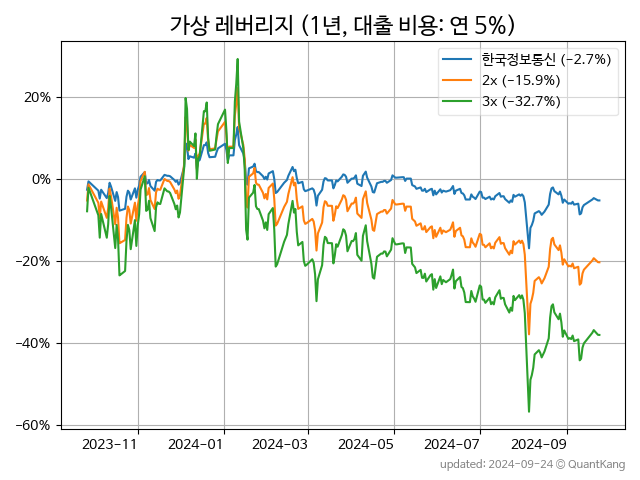 가상 레버리지 (1년, 대출 비용: 연 5%)
한국정보통신 (−2.7%)
2x (−15.9%)
3x (−32.7%)
20%
0%
−20%
−40%
−60%
2023−11
2024−01
2024−03
2024−05
2024−07
2024−09
updated: 2024−09−24 © QuantKang